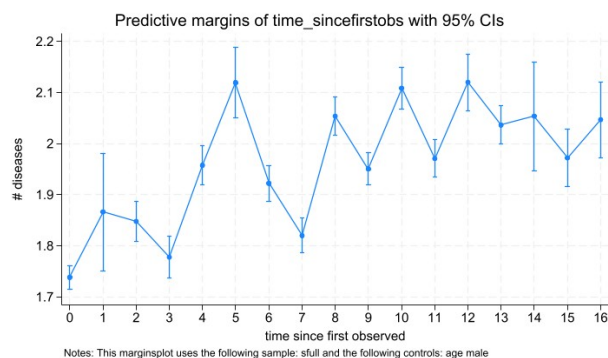 Predictive margins of time_sincefirstobs with 95% CIs
2.2
2.1
2
1.9
1.8
1.7
# diseases
0 1 2 3 4 5 6 7 8 9 10 11 12 13 14 15 16
time since first observed
Notes: This marginsplot uses the following sample: sfull and the following controls: age male